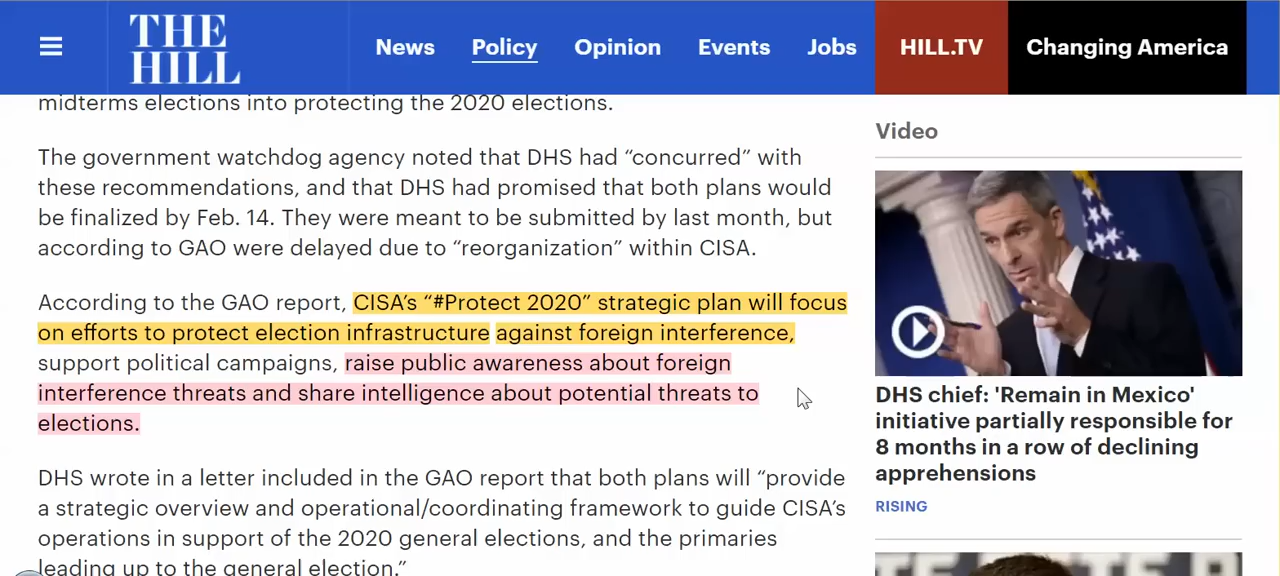 THE
HILL
News Policy Opinion Events Jobs HILL.TV Changing America
midterms elections into protecting the 2020 elections.
The government watchdog agency noted that DHS had “concurred” with
these recommendations, and that DHS had promised that both plans would
be finalized by Feb. 14. They were meant to be submitted by last month, but
according to GAO were delayed due to “reorganization” within CISA.
According to the GAO report, CISA’s “#Protect 2020” strategic plan will focus
on efforts to protect election infrastructure against foreign interference,
support political campaigns, raise public awareness about foreign
interference threats and share intelligence about potential threats to
elections.
DHS wrote in a letter included in the GAO report that both plans will “provide
a strategic overview and operational/coordinating framework to guide CISA’s
operations in support of the 2020 general elections, and the primaries
leading up to the general election.”
Video
DHS chief: 'Remain in Mexico'
initiative partially responsible for
8 months in a row of declining
apprehensions
RISING